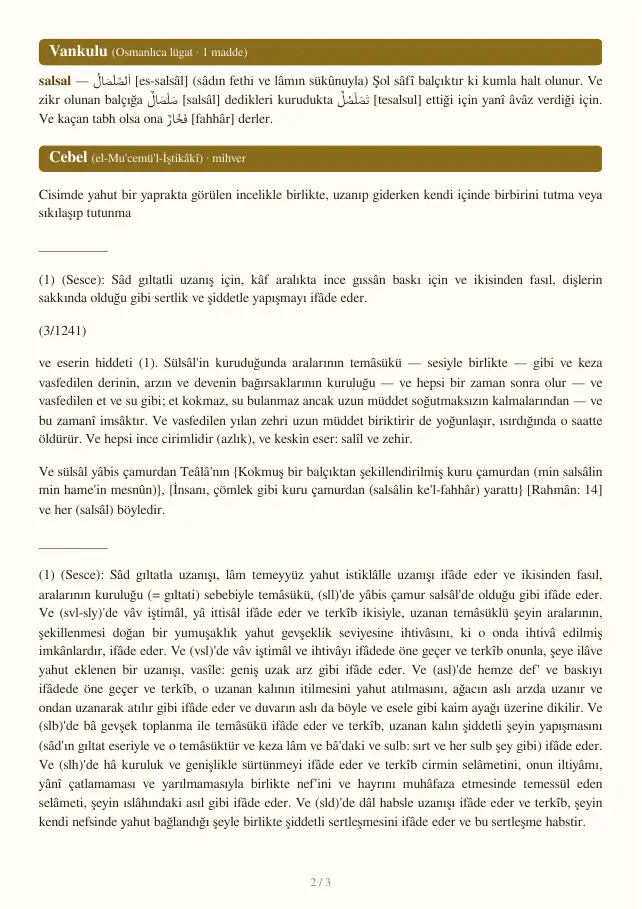 Vankulu (Osmanlıca lügat · 1 madde)
salsal — اَلصَّلْصَالُ [es-salsâl] (sâdın fethi ve lâmın sükûnuyla) Şol sâfî balçıktır ki kumla halt olunur. Ve
zikr olunan balçığa صَلْصَالٌ [salsâl] dedikleri kurudukta تَصَلْصُلٌ [tesalsul] ettiği için yanî âvâz verdiği için.
Ve kaçan tabh olsa ona فَخَّارٌ [fahhâr] derler.
Cebel (el-Mu'cemü'l-İştikâkî) · mihver
Cisimde yahut bir yaprakta görülen incelikle birlikte, uzanıp giderken kendi içinde birbirini tutma veya
sıkılaşıp tutunma
(1) (Sesce): Sâd gıltatli uzanış için, kâf aralıkta ince gıssân baskı için ve ikisinden fasıl, dişlerin
sakkında olduğu gibi sertlik ve şiddetle yapışmayı ifâde eder.
(3/1241)
ve eserin hiddeti (1). Sülsâl'in kuruduğunda aralarının temâsükü — sesiyle birlikte — gibi ve keza
vasfedilen derinin, arzın ve devenin bağırsaklarının kuruluğu — ve hepsi bir zaman sonra olur — ve
vasfedilen et ve su gibi; et kokmaz, su bulanmaz ancak uzun müddet soğutmaksızın kalmalarından — ve
bu zamanî imsâktır. Ve vasfedilen yılan zehri uzun müddet biriktirir de yoğunlaşır, ısırdığında o saatte
öldürür. Ve hepsi ince cirimlidir (azlık), ve keskin eser: salîl ve zehir.
Ve sülsâl yâbis çamurdan Teâlâ'nın {Kokmuş bir balçıktan şekillendirilmiş kuru çamurdan (min salsâlin
min hame'in mesnûn)}, {İnsanı, çömlek gibi kuru çamurdan (salsâlin ke'l-fahhâr) yarattı} [Rahmân: 14]
ve her (salsâl) böyledir.
(1) (Sesce): Sâd gıltatla uzanışı, lâm temeyyüz yahut istiklâlle uzanışı ifâde eder ve ikisinden fasıl,
aralarının kuruluğu (= gıltati) sebebiyle temâsükü, (sll)'de yâbis çamur salsâl'de olduğu gibi ifâde eder.
Ve (svl-sly)'de vâv iştimâl, yâ ittisâl ifâde eder ve terkîb ikisiyle, uzanan temâsüklü şeyin aralarının,
şekillenmesi doğan bir yumuşaklık yahut gevşeklik seviyesine ihtivâsını, ki o onda ihtivâ edilmiş
imkânlardır, ifâde eder. Ve (vsl)'de vâv iştimâl ve ihtivâyı ifâdede öne geçer ve terkîb onunla, şeye ilâve
yahut eklenen bir uzanışı, vasîle: geniş uzak arz gibi ifâde eder. Ve (asl)'de hemze def' ve baskıyı
ifâdede öne geçer ve terkîb, o uzanan kalının itilmesini yahut atılmasını, ağacın aslı arzda uzanır ve
ondan uzanarak atılır gibi ifâde eder ve duvarın aslı da böyle ve esele gibi kaim ayağı üzerine dikilir. Ve
(slb)'de bâ gevşek toplanma ile temâsükü ifâde eder ve terkîb, uzanan kalın şiddetli şeyin yapışmasını
(sâd'ın gıltat eseriyle ve o temâsüktür ve keza lâm ve bâ'daki ve sulb: sırt ve her sulb şey gibi) ifâde eder.
Ve (slh)'de hâ kuruluk ve genişlikle sürtünmeyi ifâde eder ve terkîb cirmin selâmetini, onun iltiyâmı,
yânî çatlamaması ve yarılmamasıyla birlikte nef'ini ve hayrını muhâfaza etmesinde temessül eden
selâmeti, şeyin ıslâhındaki asıl gibi ifâde eder. Ve (sld)'de dâl habsle uzanışı ifâde eder ve terkîb, şeyin
kendi nefsinde yahut bağlandığı şeyle birlikte şiddetli sertleşmesini ifâde eder ve bu sertleşme habstir.
2 / 3